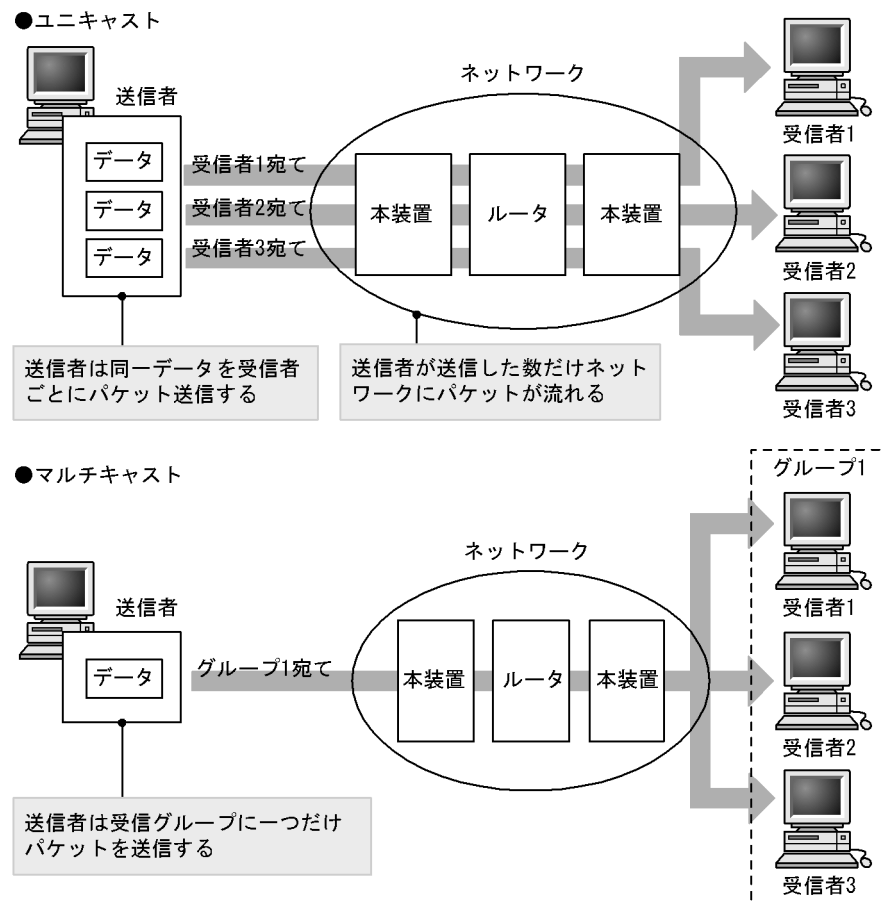 ●ユニキャスト
送信者
データ
データ
データ
受信者1宛て
受信者2宛て
受信者3宛て
ネットワーク
本装置
ルータ
本装置
受信者1
受信者2
受信者3
送信者は同一データを受信者
ごとにパケット送信する
送信者が送信した数だけネット
ワークにパケットが流れる
●マルチキャスト
送信者
データ
グループ1宛て
ネットワーク
本装置
ルータ
本装置
グループ1
受信者1
受信者2
受信者3
送信者は受信グループに一つだけ
パケットを送信する